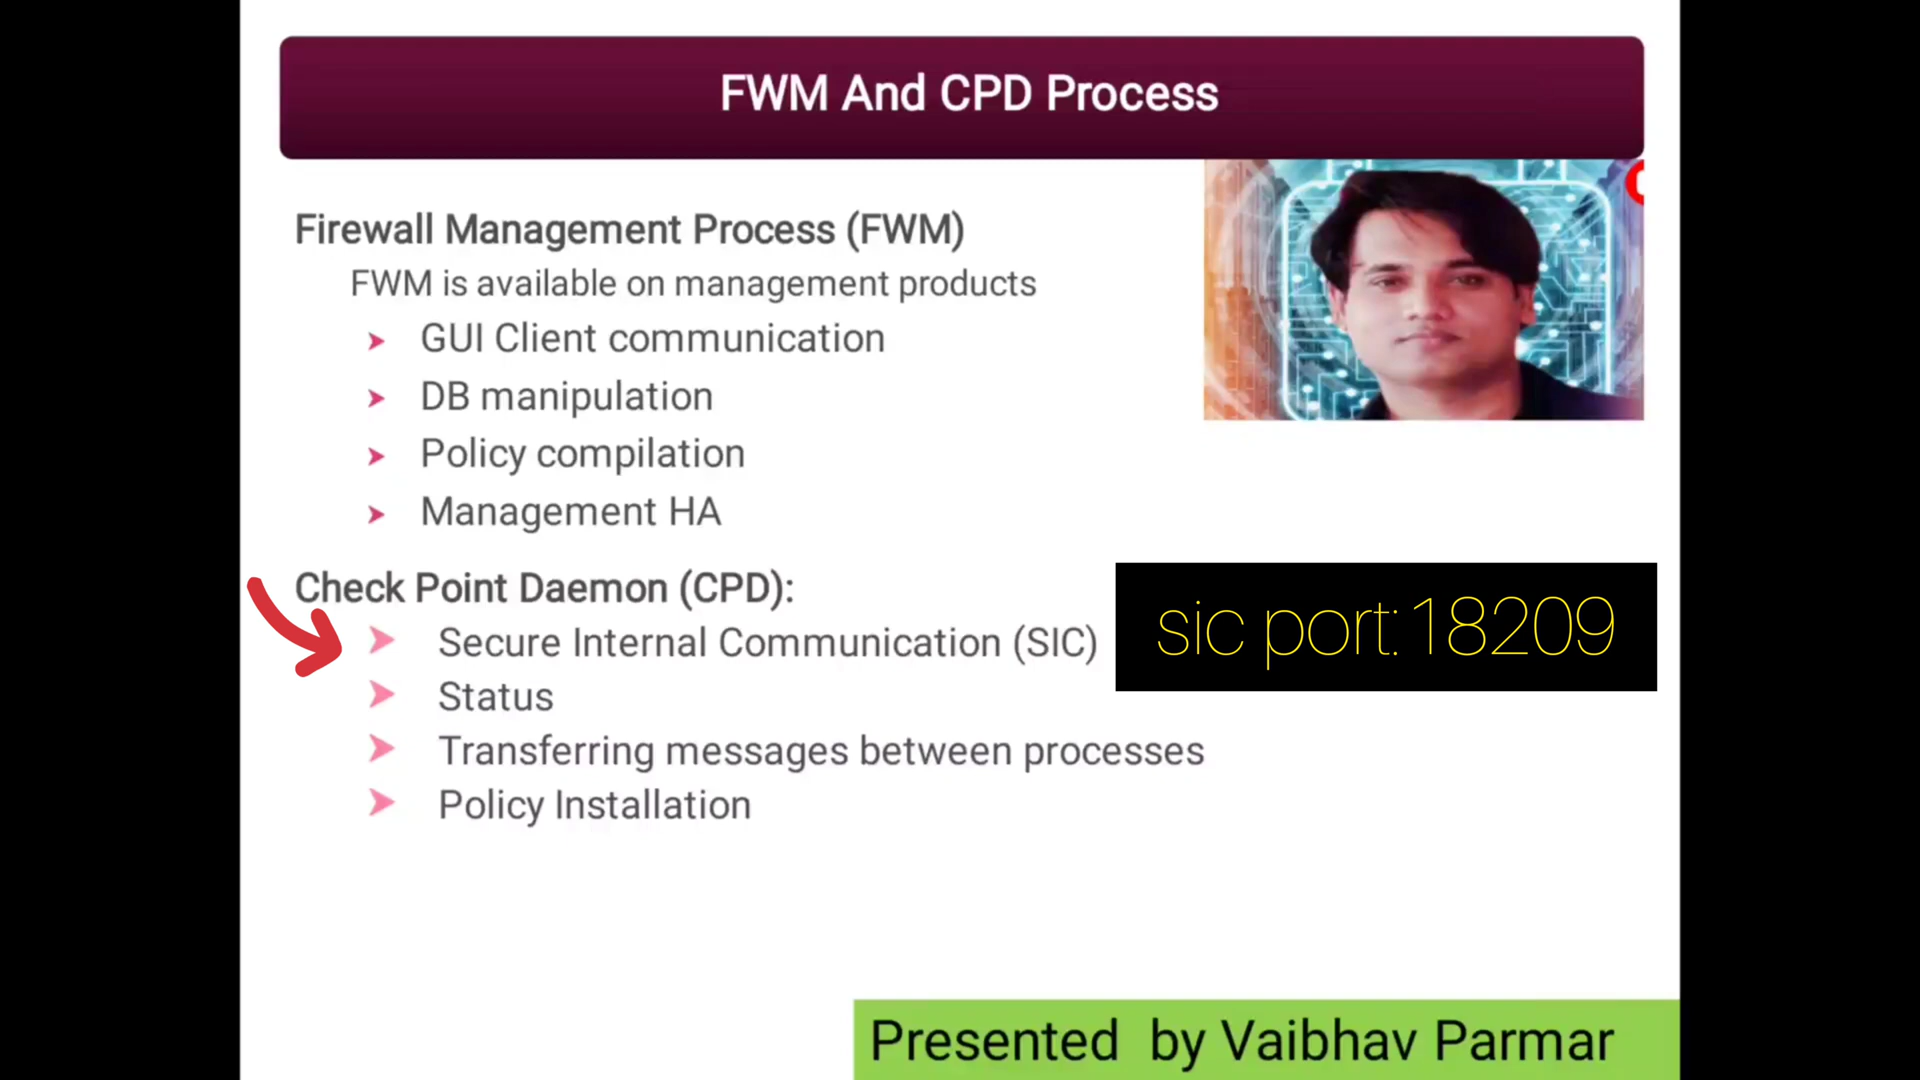 FWM And CPD Process
Firewall Management Process (FWM)
FWM is available on management products
GUI Client communication
DB manipulation
Policy compilation
Management HA
Check Point Daemon (CPD):
Secure Internal Communication (SIC)
sic port: 18209
Status
Transferring messages between processes
Policy Installation
Presented by Vaibhav Parmar